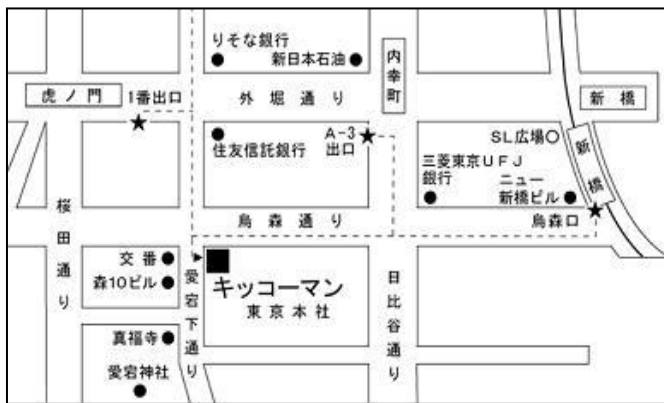 りそな銀行
新日本石油
内幸町
虎ノ門
1番出口
外堀通り
新橋
住友信託銀行
A-3
出口
SL広場
新橋
三菱東京UFJ
銀行
ニュー
新橋ビル
桜田通り
烏森通り
烏森口
交番
森10ビル
愛宕下通り
キッコーマン
東京本社
日比谷通り
真福寺
愛宕神社